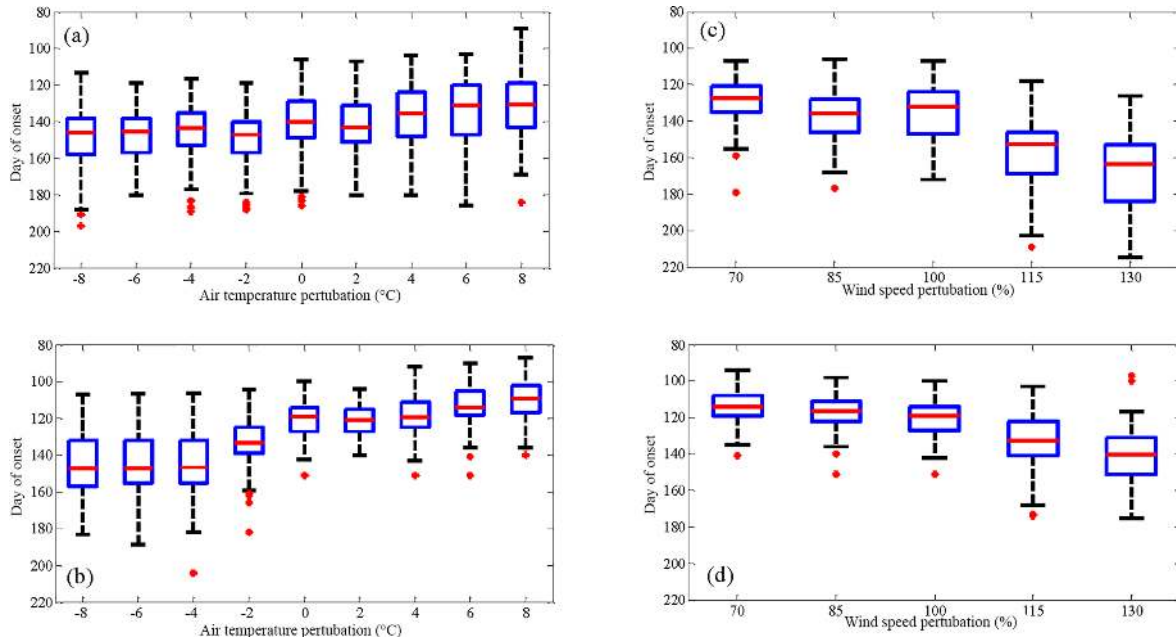 (a)
Day of onset
80
100
120
140
160
180
200
220
-8 -6 -4 -2 0 2 4 6 8
Air temperature pertubation (°C)
(c)
Day of onset
80
100
120
140
160
180
200
220
70 85 100 115 130
Wind speed pertubation (%)
(b)
Day of onset
80
100
120
140
160
180
200
220
-8 -6 -4 -2 0 2 4 6 8
Air temperature pertubation (°C)
(d)
Day of onset
80
100
120
140
160
180
200
220
70 85 100 115 130
Wind speed pertubation (%)